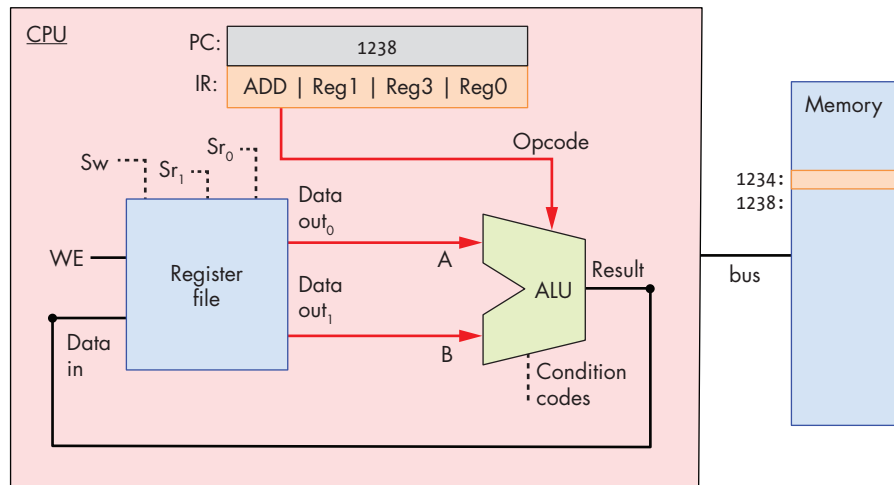 CPU
PC: 1238
IR: ADD | Reg1 | Reg3 | Reg0
Memory
Opcode
Sw
Sr1
Sr0
1234:
1238:
Data
out0
WE
Register
file
A
Result
ALU
bus
Data
out1
Data
in
B
Condition
codes